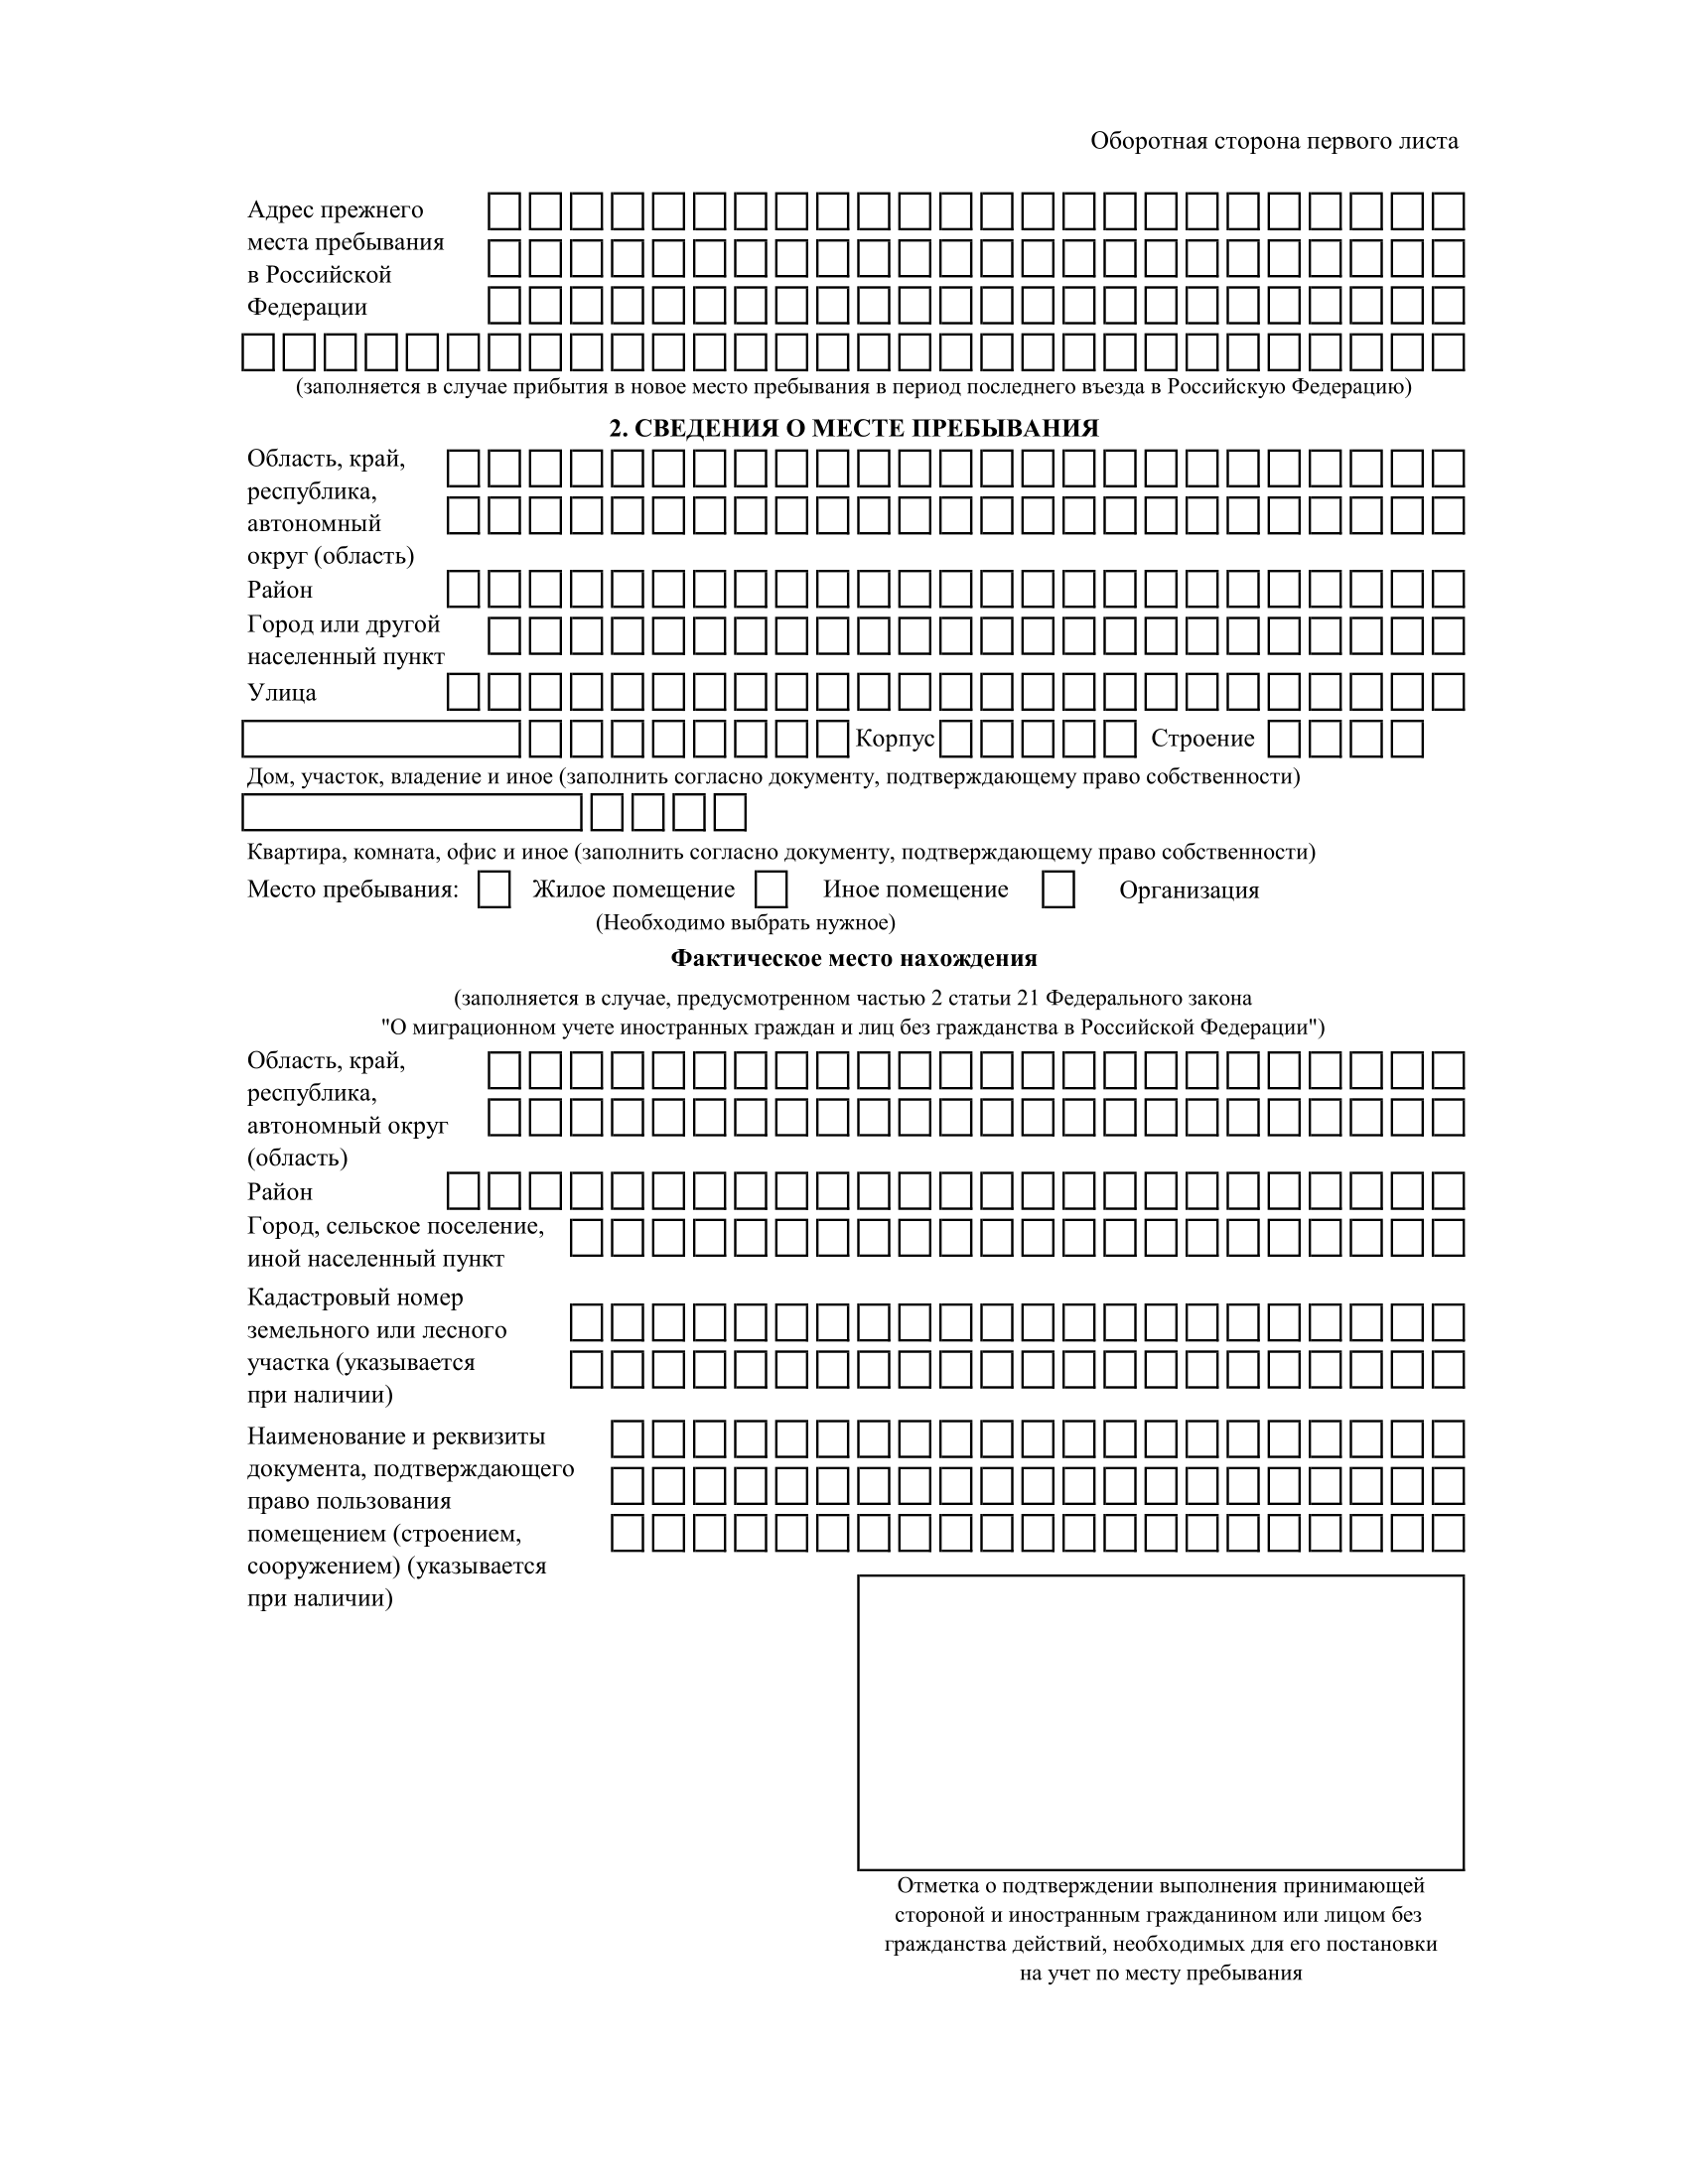 Оборотная сторона первого листа
Адрес прежнего
места пребывания
в Российской
Федерации
(заполняется в случае прибытия в новое место пребывания в период последнего въезда в Российскую Федерацию)
2. СВЕДЕНИЯ О МЕСТЕ ПРЕБЫВАНИЯ
Область, край,
республика,
автономный
округ (область)
Район
Город или другой
населенный пункт
Улица
Корпус Строение
Дом, участок, владение и иное (заполнить согласно документу, подтверждающему право собственности)
Квартира, комната, офис и иное (заполнить согласно документу, подтверждающему право собственности)
Место пребывания: Жилое помещение Иное помещение Организация
(Необходимо выбрать нужное)
Фактическое место нахождения
(заполняется в случае, предусмотренном частью 2 статьи 21 Федерального закона
"О миграционном учете иностранных граждан и лиц без гражданства в Российской Федерации")
Область, край,
республика,
автономный округ
(область)
Район
Город, сельское поселение,
иной населенный пункт
Кадастровый номер
земельного или лесного
участка (указывается
при наличии)
Наименование и реквизиты
документа, подтверждающего
право пользования
помещением (строением,
сооружением) (указывается
при наличии)
Отметка о подтверждении выполнения принимающей
стороной и иностранным гражданином или лицом без
гражданства действий, необходимых для его постановки
на учет по месту пребывания